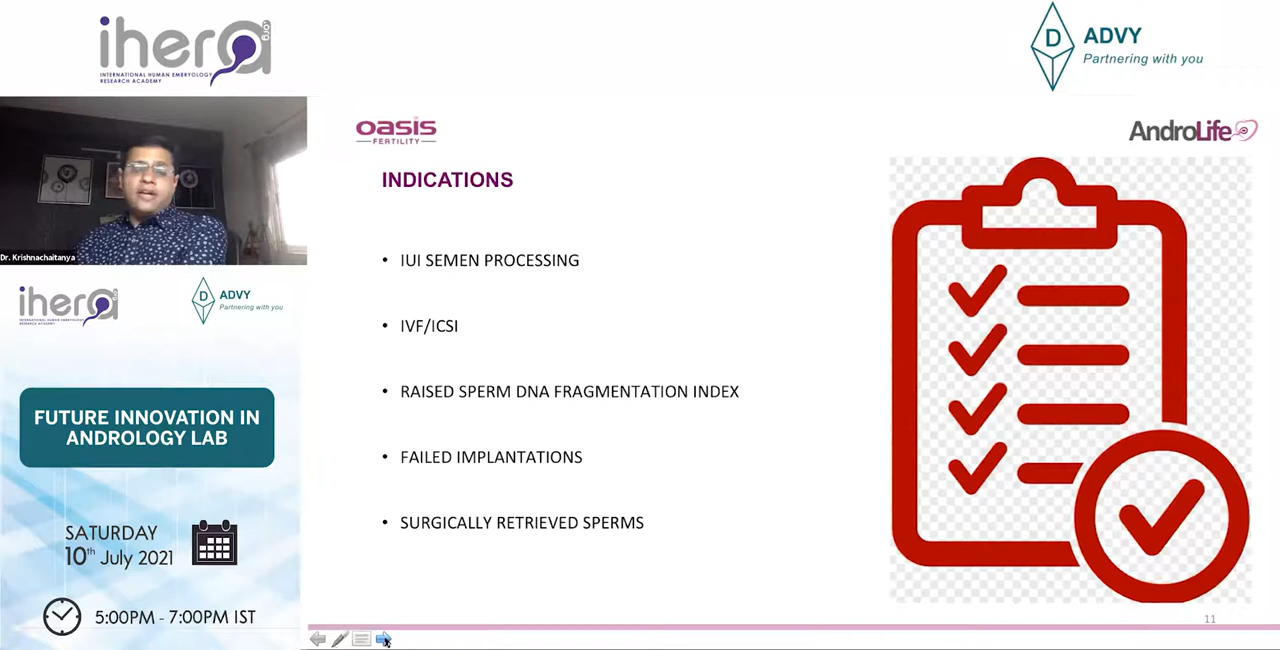 ihera.org
INTERNATIONAL HUMAN EMBRYOLOGY
RESEARCH ACADEMY
D ADVY
Partnering with you
Dr. Krishnachaitanya
ihera.org
INTERNATIONAL HUMAN EMBRYOLOGY
RESEARCH ACADEMY
D ADVY
Partnering with you
FUTURE INNOVATION IN
ANDROLOGY LAB
SATURDAY
10th July 2021
5:00PM - 7:00PM IST
oasis
FERTILITY
AndroLife
INDICATIONS
• IUI SEMEN PROCESSING
• IVF/ICSI
• RAISED SPERM DNA FRAGMENTATION INDEX
• FAILED IMPLANTATIONS
• SURGICALLY RETRIEVED SPERMS
11